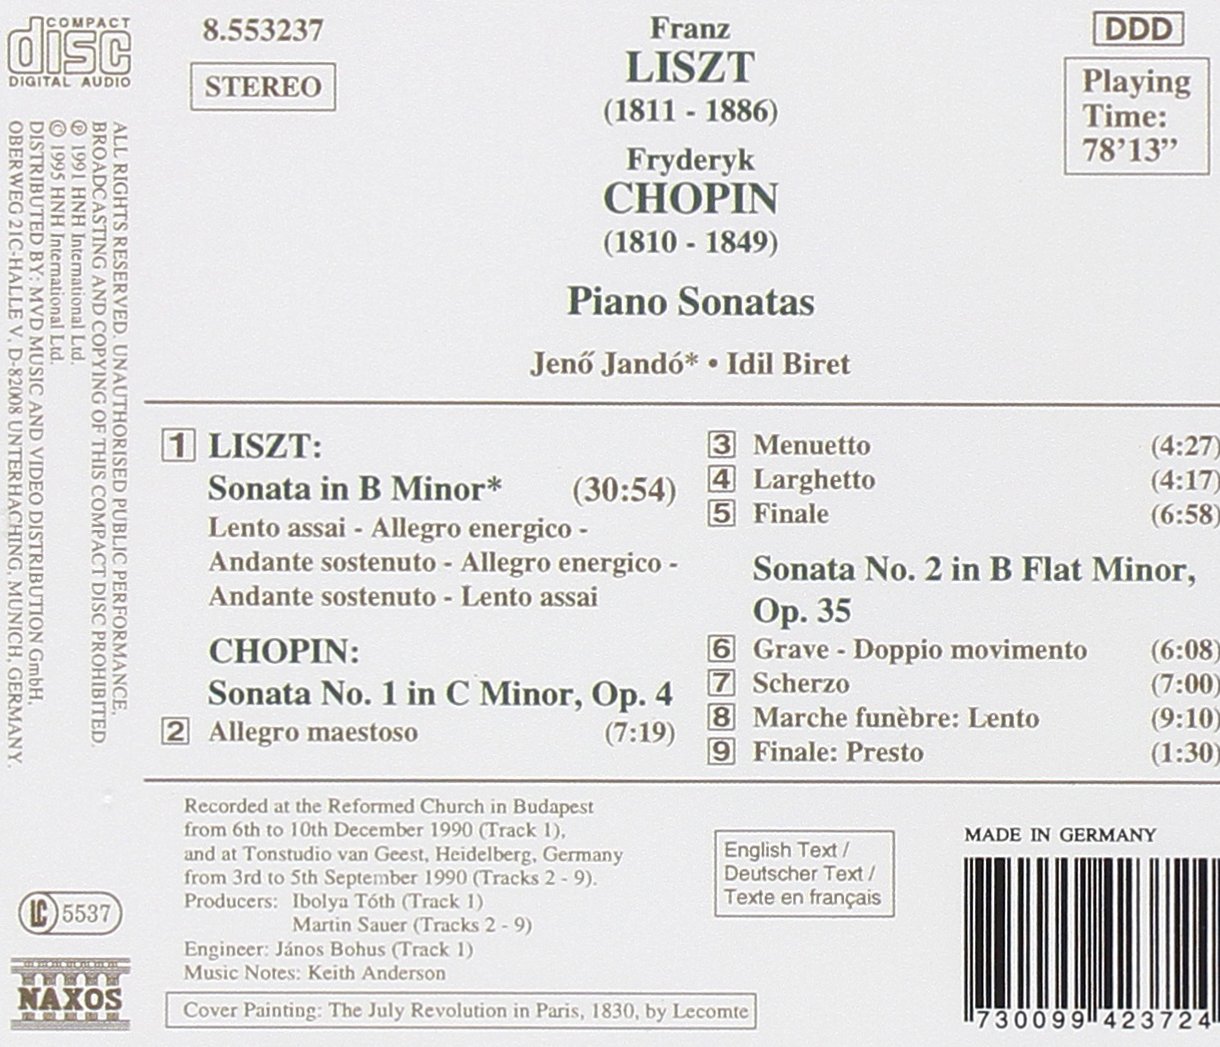 COMPACT
disc
DIGITAL AUDIO
8.553237
STEREO
Franz
LISZT
(1811 - 1886)
Fryderyk
CHOPIN
(1810 - 1849)
Piano Sonatas
Jenő Jandó* • Idil Biret
DDD
Playing
Time:
78’13”
ALL RIGHTS RESERVED. UNAUTHORISED PUBLIC PERFORMANCE,
BROADCASTING AND COPYING OF THIS COMPACT DISC PROHIBITED.
℗ 1991 HNH International Ltd.
© 1995 HNH International Ltd.
DISTRIBUTED BY: MVD MUSIC AND VIDEO DISTRIBUTION GmbH,
OBERWEG 21C-HALLE V, D-82008 UNTERHACHING, MUNICH, GERMANY.
1 LISZT:
Sonata in B Minor* (30:54)
Lento assai - Allegro energico -
Andante sostenuto - Allegro energico -
Andante sostenuto - Lento assai
CHOPIN:
Sonata No. 1 in C Minor, Op. 4
2 Allegro maestoso (7:19)
3 Menuetto (4:27)
4 Larghetto (4:17)
5 Finale (6:58)
Sonata No. 2 in B Flat Minor,
Op. 35
6 Grave - Doppio movimento (6:08)
7 Scherzo (7:00)
8 Marche funèbre: Lento (9:10)
9 Finale: Presto (1:30)
Recorded at the Reformed Church in Budapest
from 6th to 10th December 1990 (Track 1),
and at Tonstudio van Geest, Heidelberg, Germany
from 3rd to 5th September 1990 (Tracks 2 - 9).
Producers: Ibolya Tóth (Track 1)
Martin Sauer (Tracks 2 - 9)
Engineer: János Bohus (Track 1)
Music Notes: Keith Anderson
Cover Painting: The July Revolution in Paris, 1830, by Lecomte
English Text /
Deutscher Text /
Texte en français
MADE IN GERMANY
7 30099 42372 4
LC 5537
NAXOS